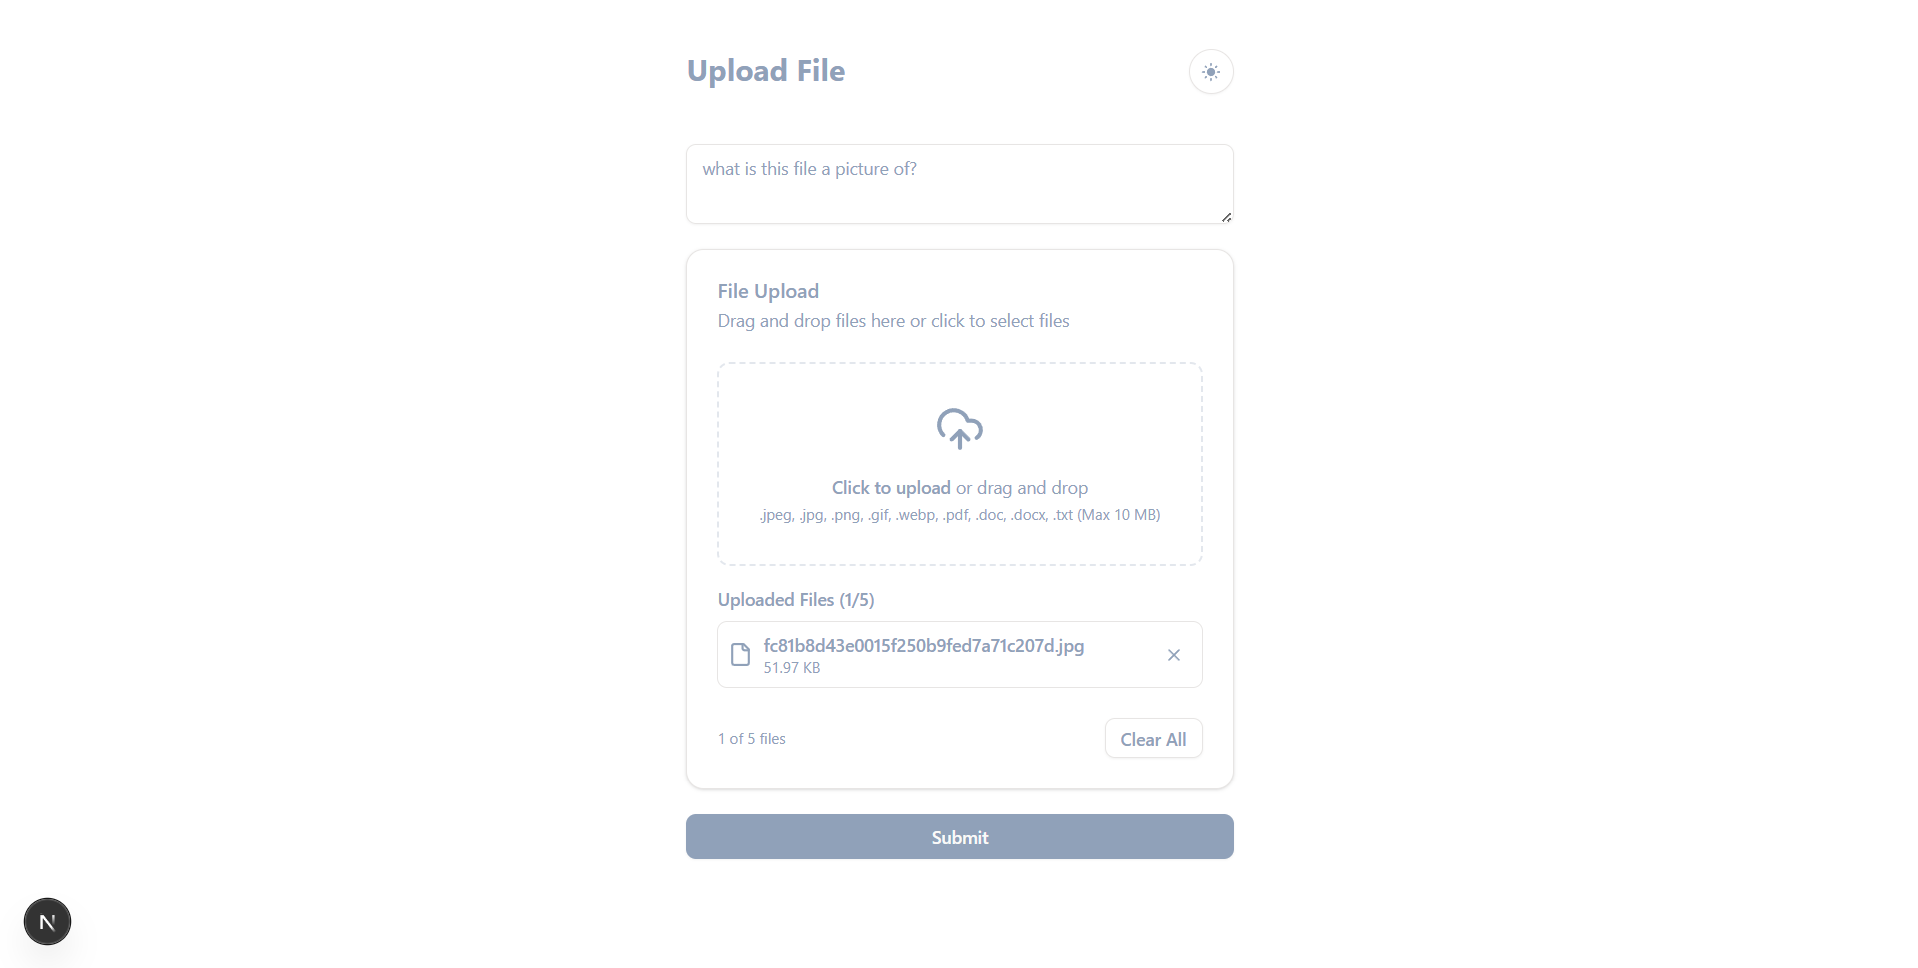 Upload File
what is this file a picture of?
File Upload
Drag and drop files here or click to select files
Click to upload or drag and drop
.jpeg, .jpg, .png, .gif, .webp, .pdf, .doc, .docx, .txt (Max 10 MB)
Uploaded Files (1/5)
fc81b8d43e0015f250b9fed7a71c207d.jpg
51.97 KB
1 of 5 files
Clear All
Submit
N